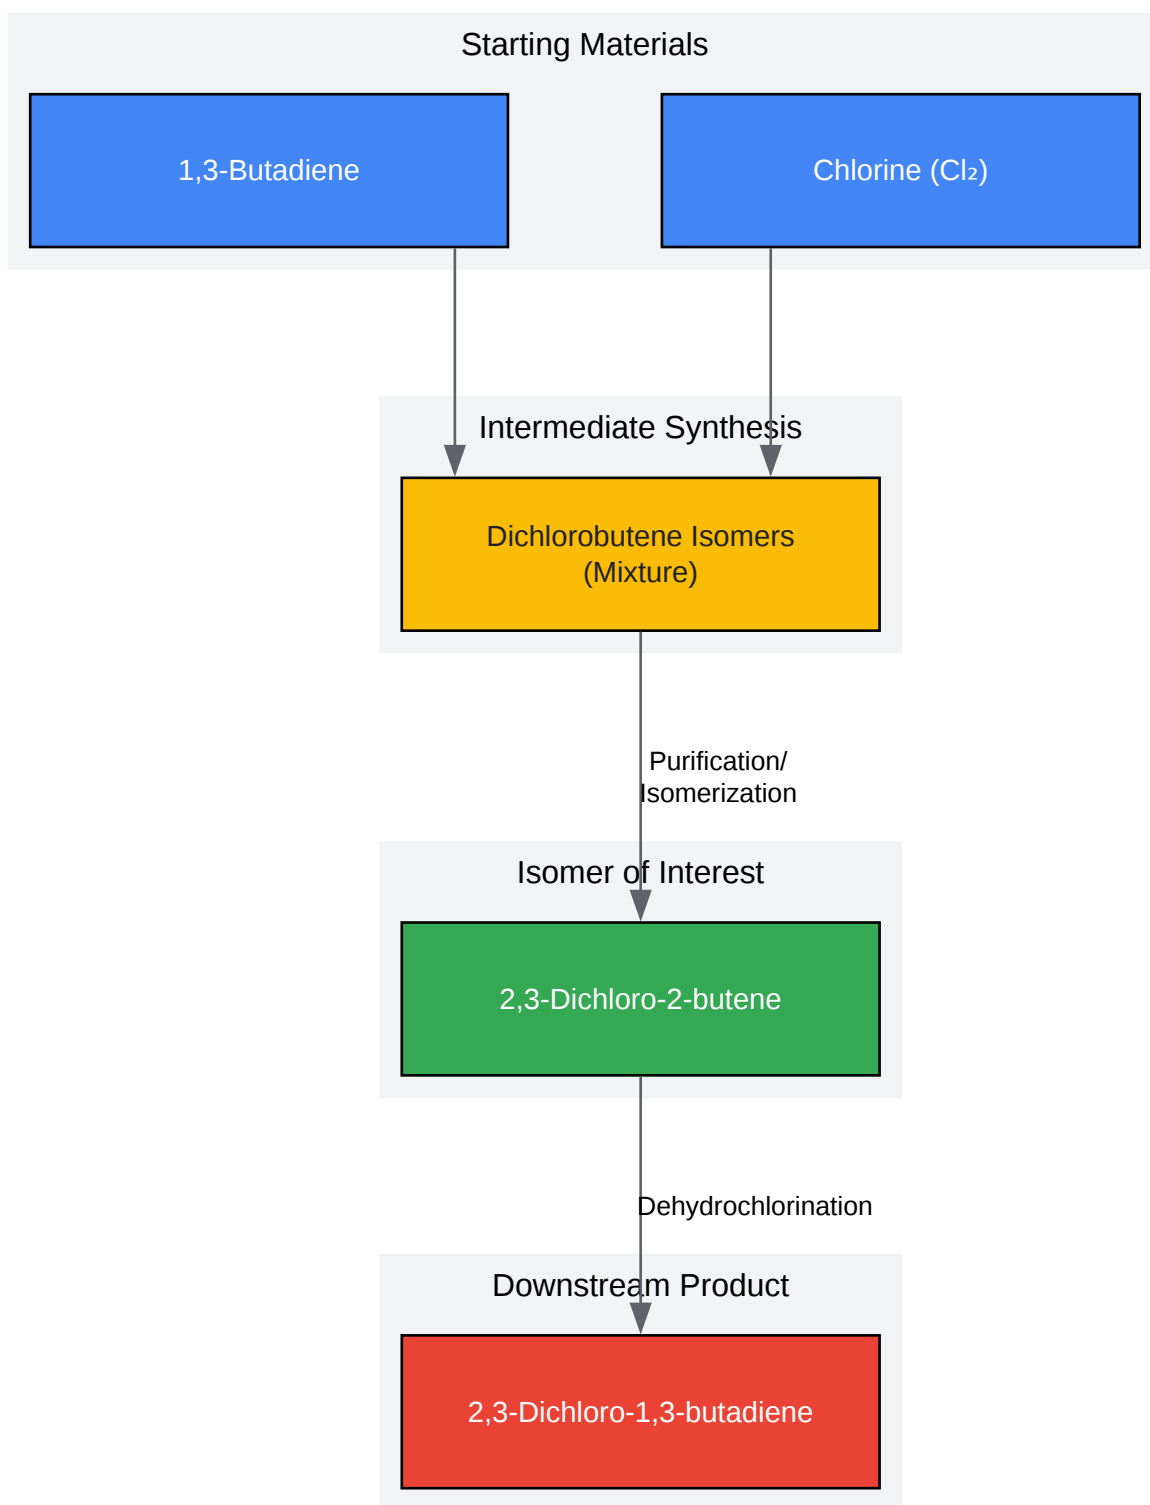 Starting Materials
1,3-Butadiene
Chlorine (Cl₂)
Intermediate Synthesis
Dichlorobutene Isomers
(Mixture)
Purification/
Isomerization
Isomer of Interest
2,3-Dichloro-2-butene
Dehydrochlorination
Downstream Product
2,3-Dichloro-1,3-butadiene